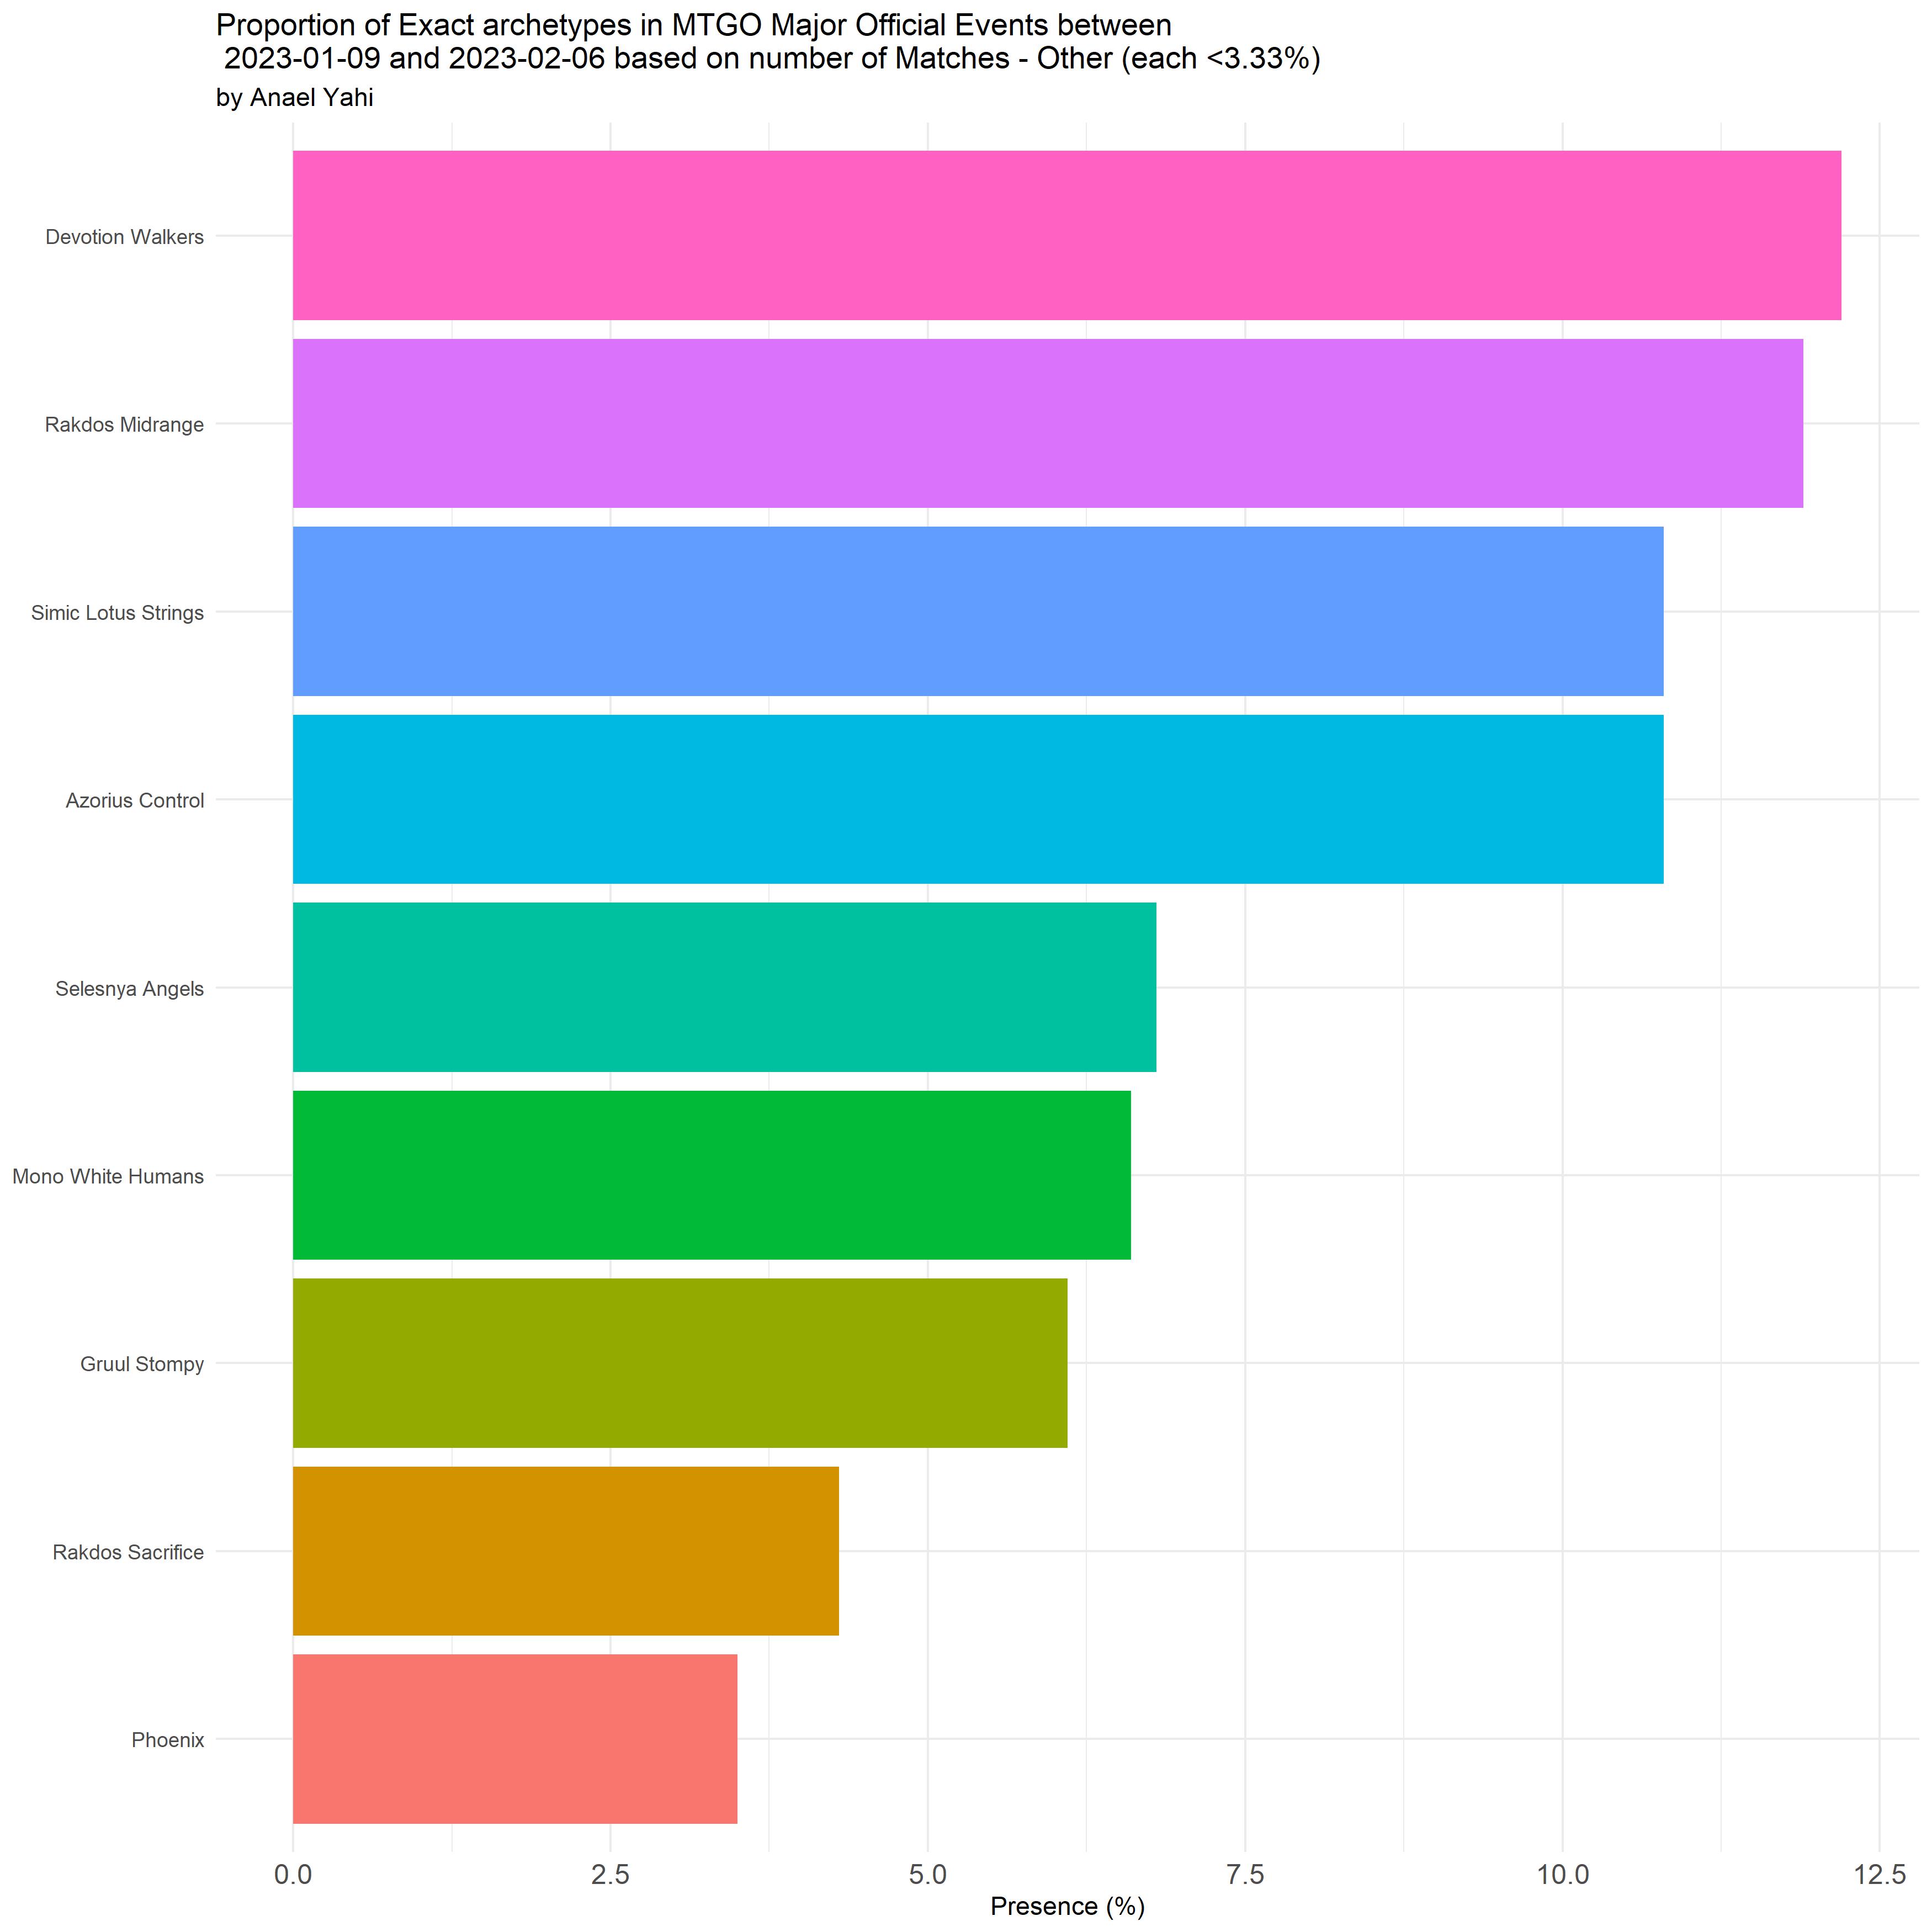 Proportion of Exact archetypes in MTGO Major Official Events between
2023-01-09 and 2023-02-06 based on number of Matches - Other (each <3.33%)
by Anael Yahi
Devotion Walkers
Rakdos Midrange
Simic Lotus Strings
Azorius Control
Selesnya Angels
Mono White Humans
Gruul Stompy
Rakdos Sacrifice
Phoenix
0.0 2.5 5.0 7.5 10.0 12.5
Presence (%)